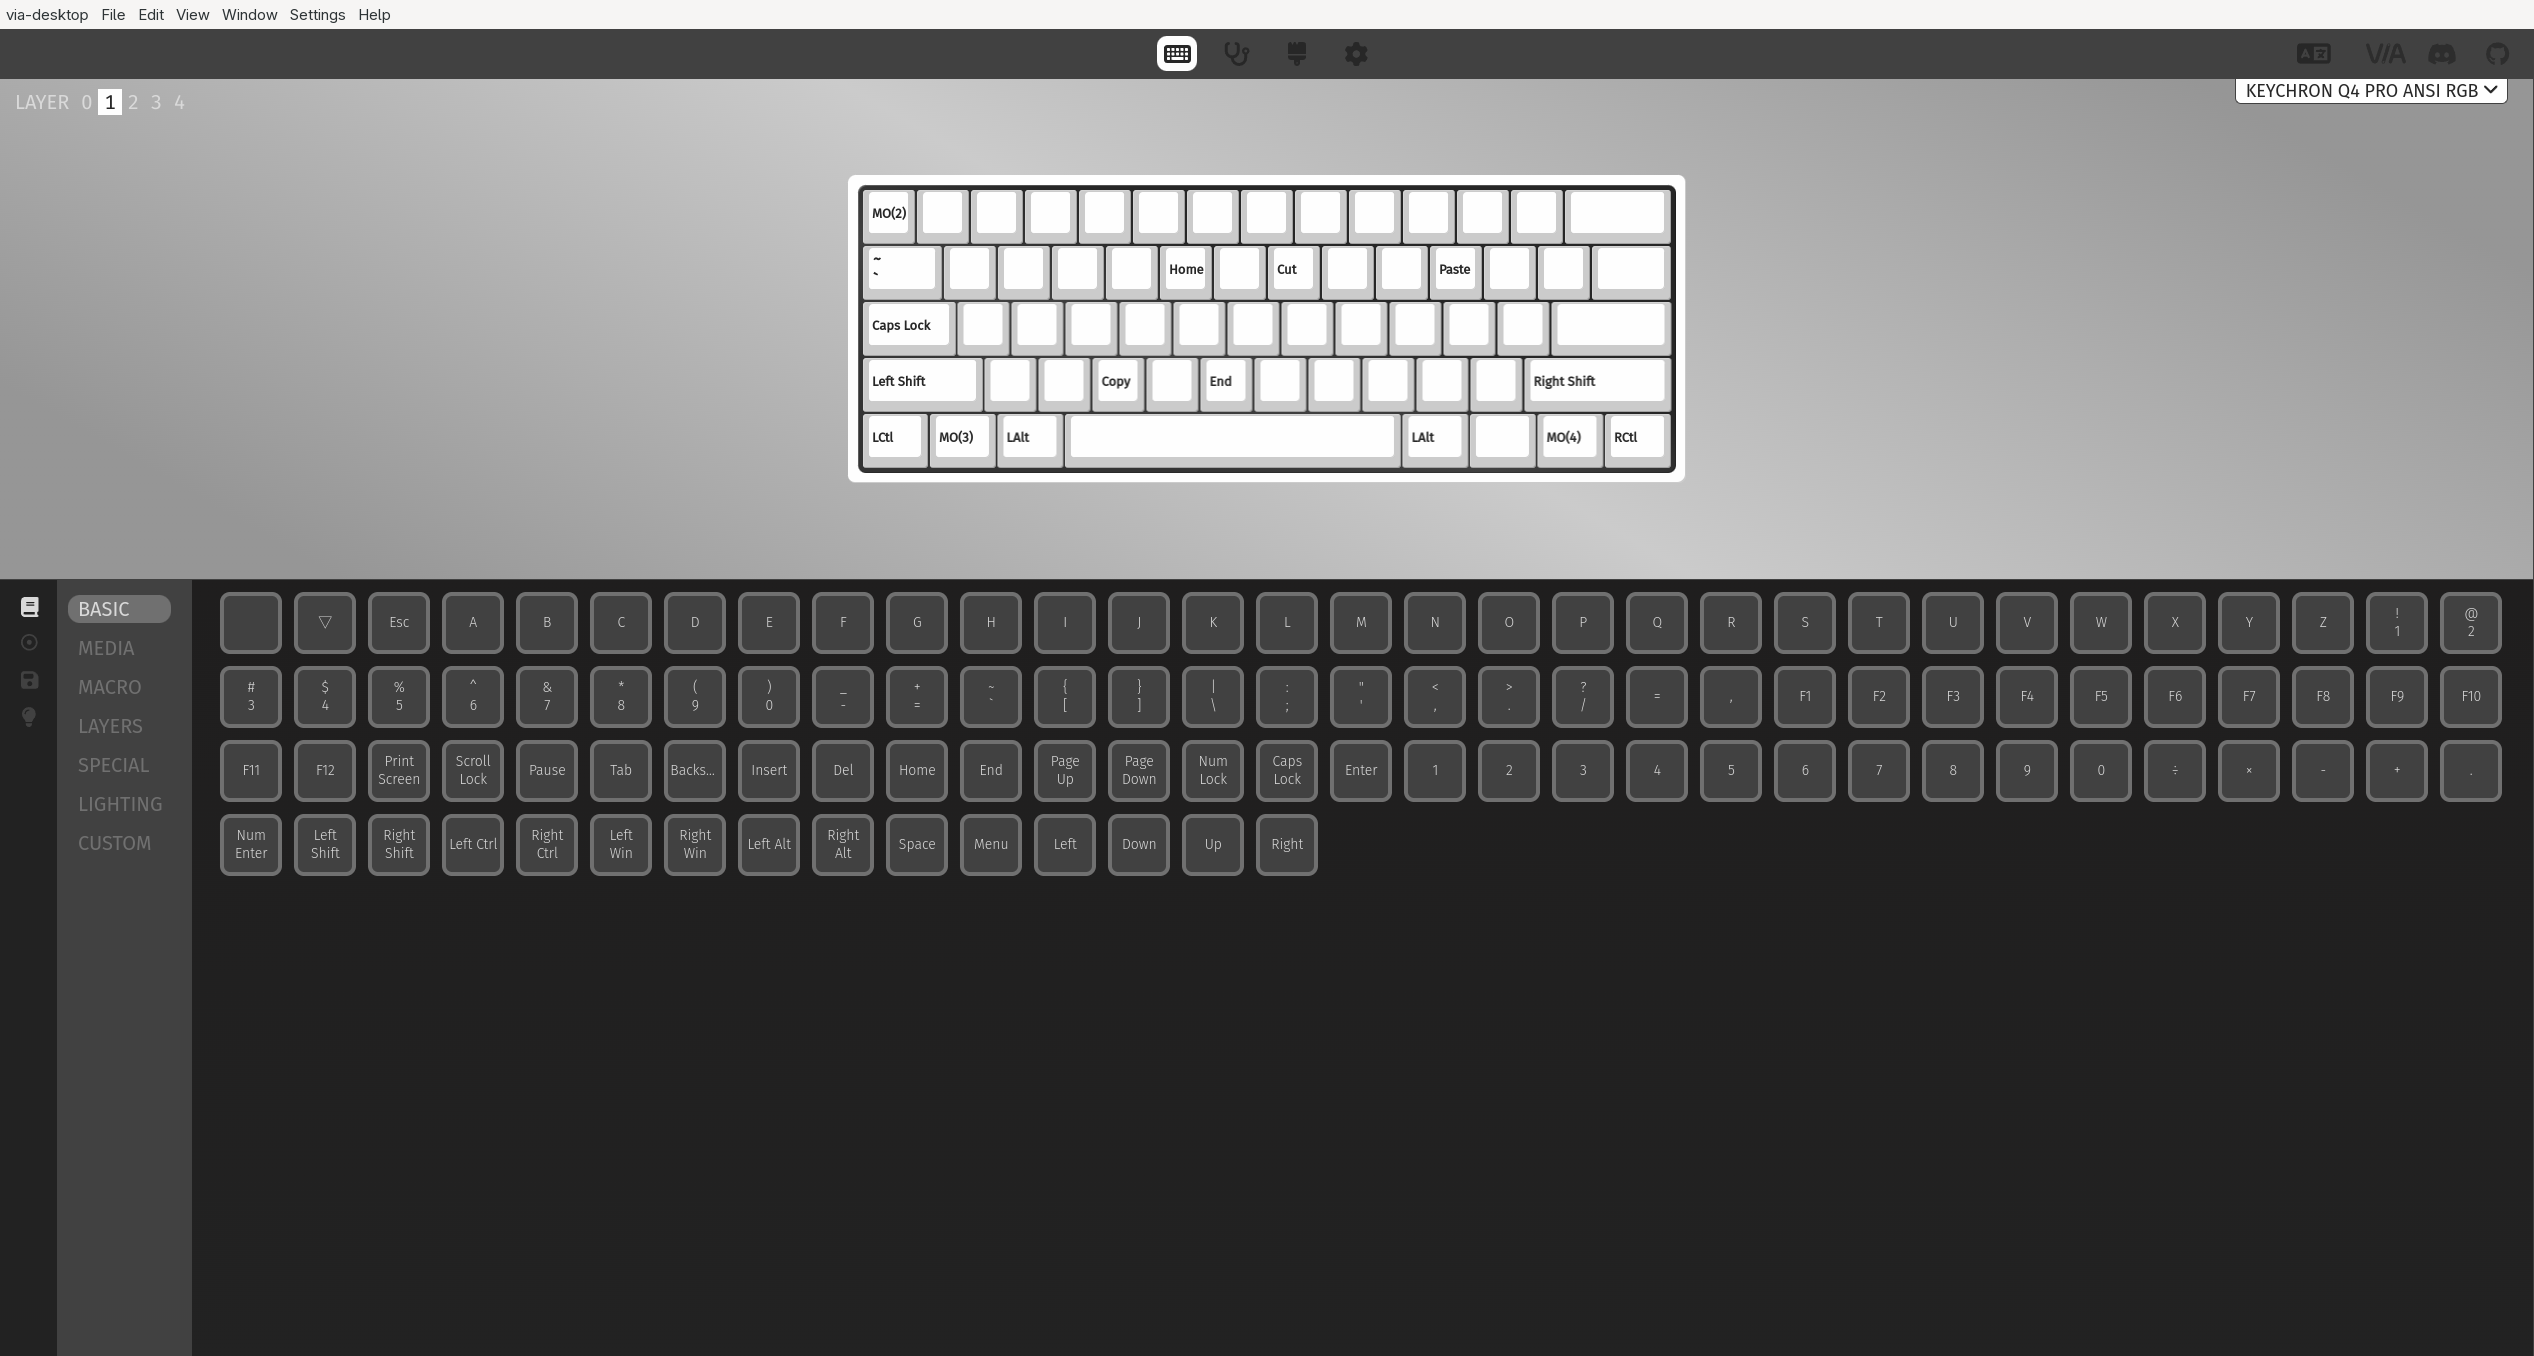 via-desktop File Edit View Window Settings Help
VIA
LAYER 0 1 2 3 4
KEYCHRON Q4 PRO ANSI RGB
MO(2)
~
`
Home Cut Paste
Caps Lock
Left Shift Copy End Right Shift
LCtl MO(3) LAlt LAlt MO(4) RCtl
BASIC
MEDIA
MACRO
LAYERS
SPECIAL
LIGHTING
CUSTOM
▽ Esc A B C D E F G H I J K L M N O P Q R S T U V W X Y Z
!
1
@
2
#
3
$
4
%
5
^
6
&
7
*
8
(
9
)
0
_
-
+
=
~
`
{
[
}
]
|
\
:
;
"
'
<
,
>
.
?
/
= , F1 F2 F3 F4 F5 F6 F7 F8 F9 F10
F11 F12
Print
Screen
Scroll
Lock
Pause Tab Backs... Insert Del Home End
Page
Up
Page
Down
Num
Lock
Caps
Lock
Enter 1 2 3 4 5 6 7 8 9 0 ÷ × - + .
Num
Enter
Left
Shift
Right
Shift
Left Ctrl
Right
Ctrl
Left
Win
Right
Win
Left Alt
Right
Alt
Space Menu Left Down Up Right